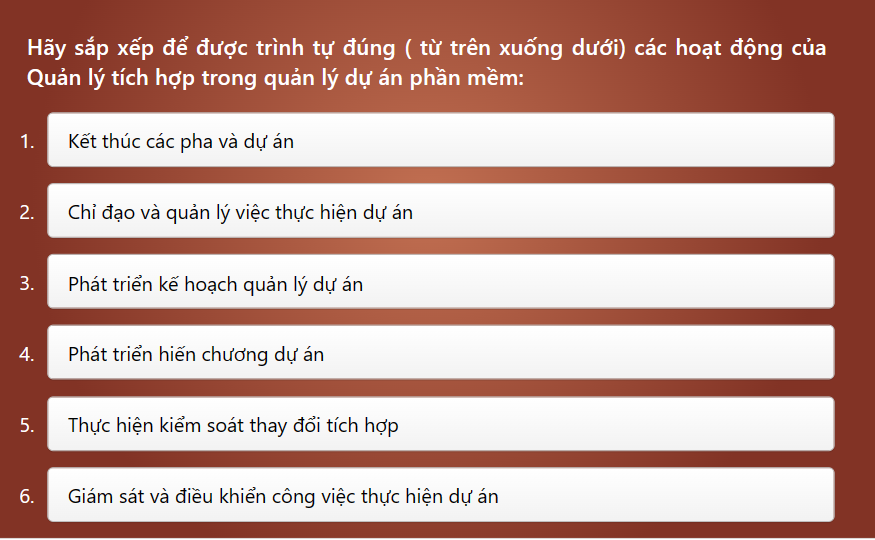 Hãy sắp xếp để được trình tự đúng ( từ trên xuống dưới) các hoạt động của
Quản lý tích hợp trong quản lý dự án phần mềm:
1. Kết thúc các pha và dự án
2. Chỉ đạo và quản lý việc thực hiện dự án
3. Phát triển kế hoạch quản lý dự án
4. Phát triển hiến chương dự án
5. Thực hiện kiểm soát thay đổi tích hợp
6. Giám sát và điều khiển công việc thực hiện dự án